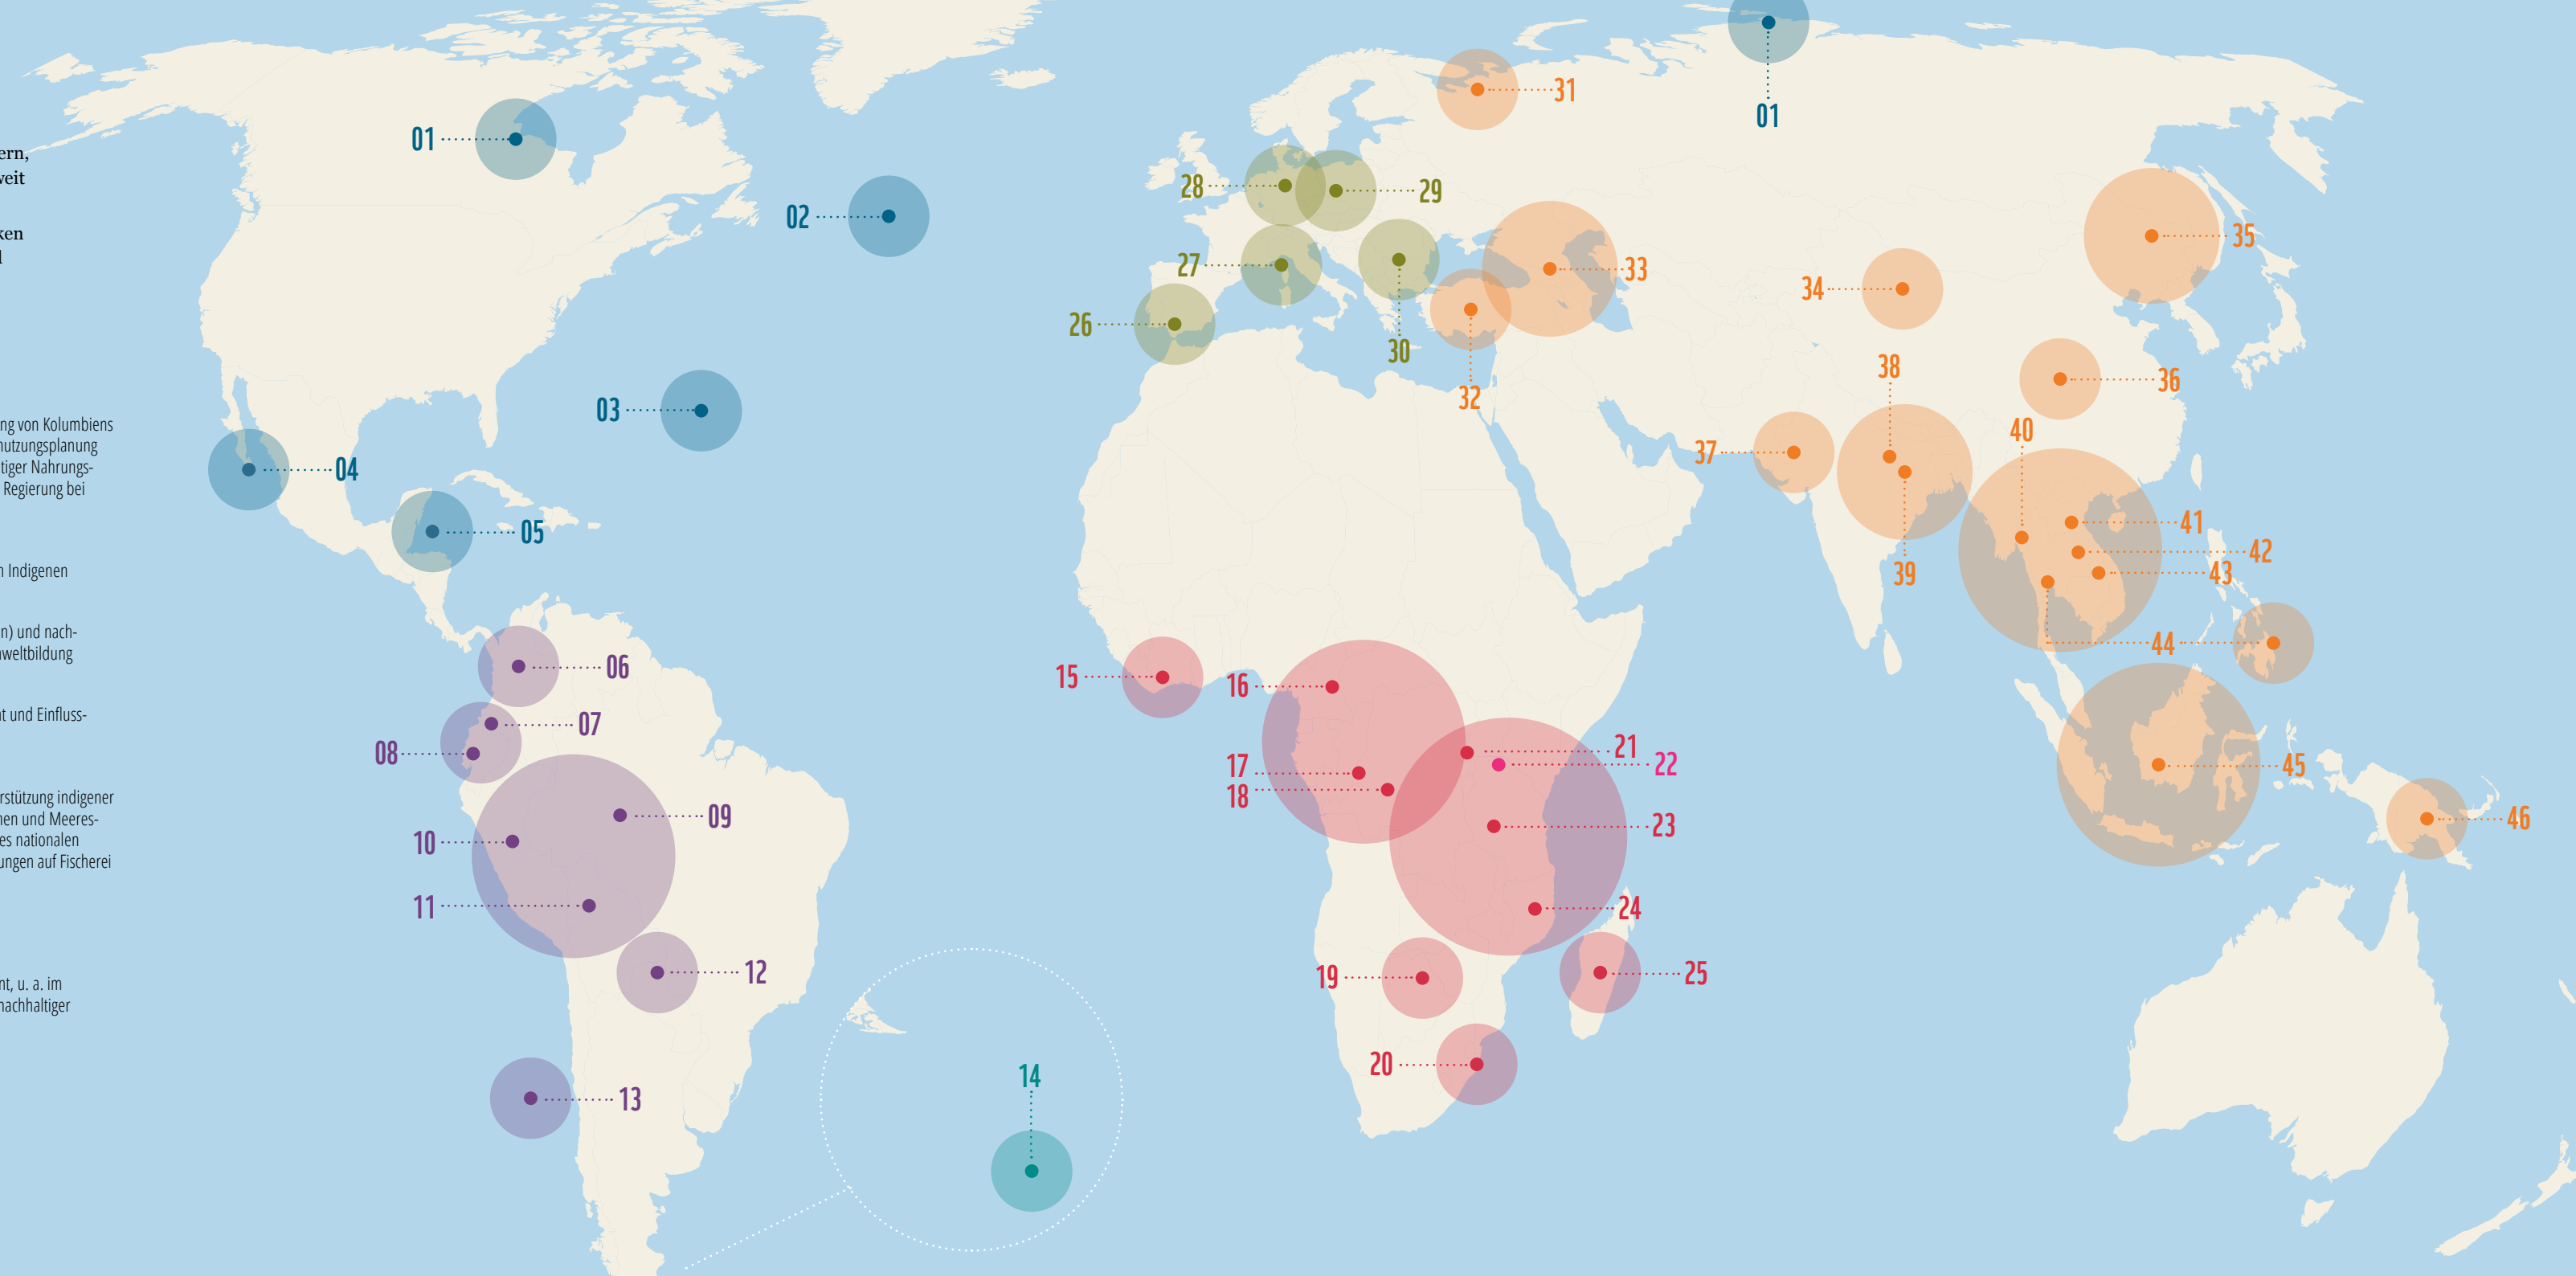 ern,
weit
ken
l
ng von Kolumbiens
nutzungsplanung
tiger Nahrungs-
Regierung bei
n Indigenen
n) und nach-
mweltbildung
t und Einfluss-
rstützung indigener
nen und Meeres-
es nationalen
ungen auf Fischerei
nt, u. a. im
nachhaltiger
01
02
03
04
05
06
07
08
09
10
11
12
13
14
15
16
17
18
19
20
21
22
23
24
25
26
27
28
29
30
31
01
32
33
34
35
36
37
38
39
40
41
42
43
44
45
46